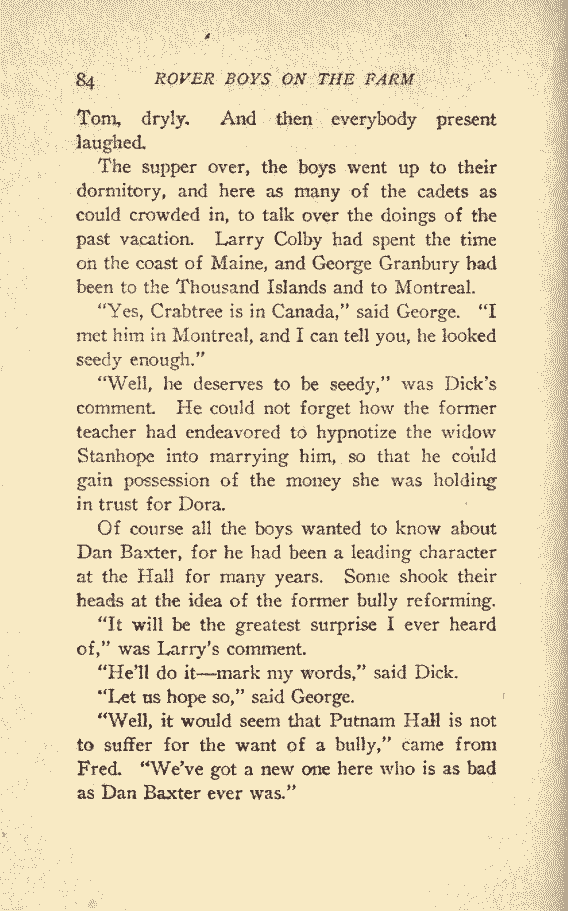 84 ROVER BOYS ON THE FARM
Tom, dryly. And then everybody present
laughed.
The supper over, the boys went up to their
dormitory, and here as many of the cadets as
could crowded in, to talk over the doings of the
past vacation. Larry Colby had spent the time
on the coast of Maine, and George Granbury had
been to the Thousand Islands and to Montreal.
“Yes, Crabtree is in Canada,” said George. “I
met him in Montreal, and I can tell you, he looked
seedy enough.”
“Well, he deserves to be seedy,” was Dick’s
comment. He could not forget how the former
teacher had endeavored to hypnotize the widow
Stanhope into marrying him, so that he could
gain possession of the money she was holding
in trust for Dora.
Of course all the boys wanted to know about
Dan Baxter, for he had been a leading character
at the Hall for many years. Some shook their
heads at the idea of the former bully reforming.
“It will be the greatest surprise I ever heard
of,” was Larry’s comment.
“He’ll do it—mark my words,” said Dick.
“Let us hope so,” said George.
“Well, it would seem that Putnam Hall is not
to suffer for the want of a bully,” came from
Fred. “We’ve got a new one here who is as bad
as Dan Baxter ever was.”